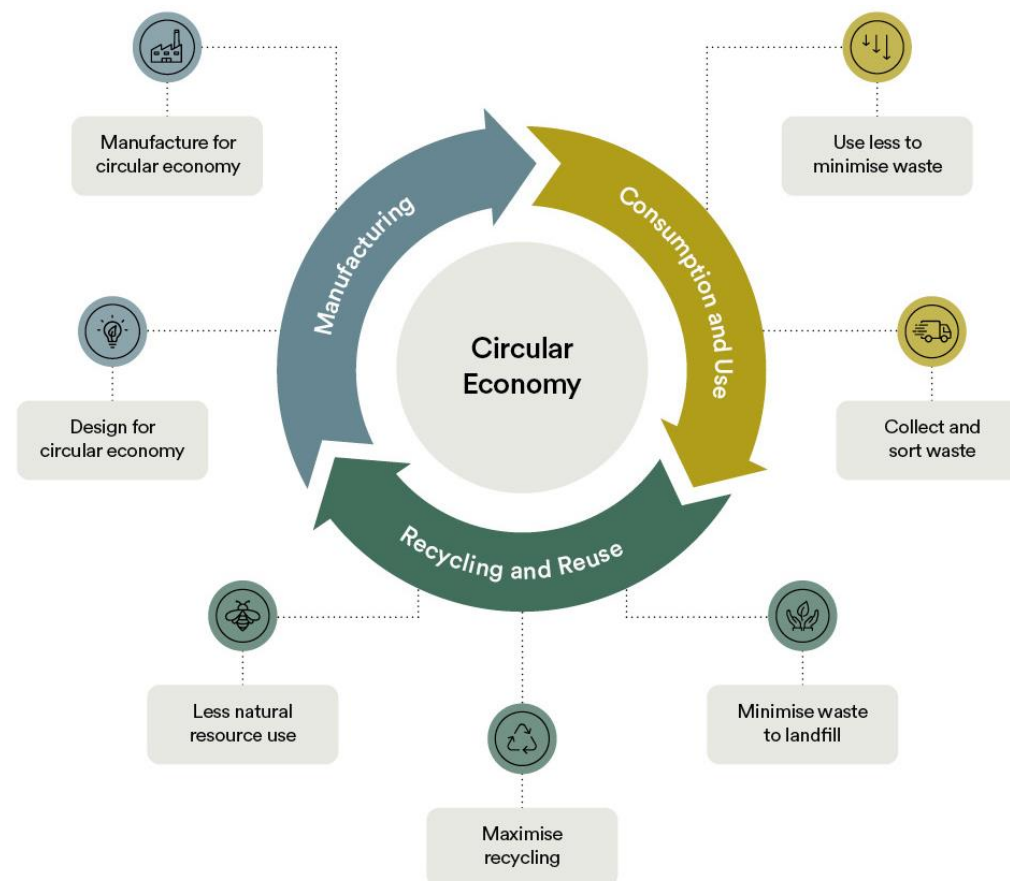 Manufacture for
circular economy
Use less to
minimise waste
Manufacturing
Consumption and Use
Circular
Economy
Design for
circular economy
Collect and
sort waste
Recycling and Reuse
Less natural
resource use
Minimise waste
to landfill
Maximise
recycling